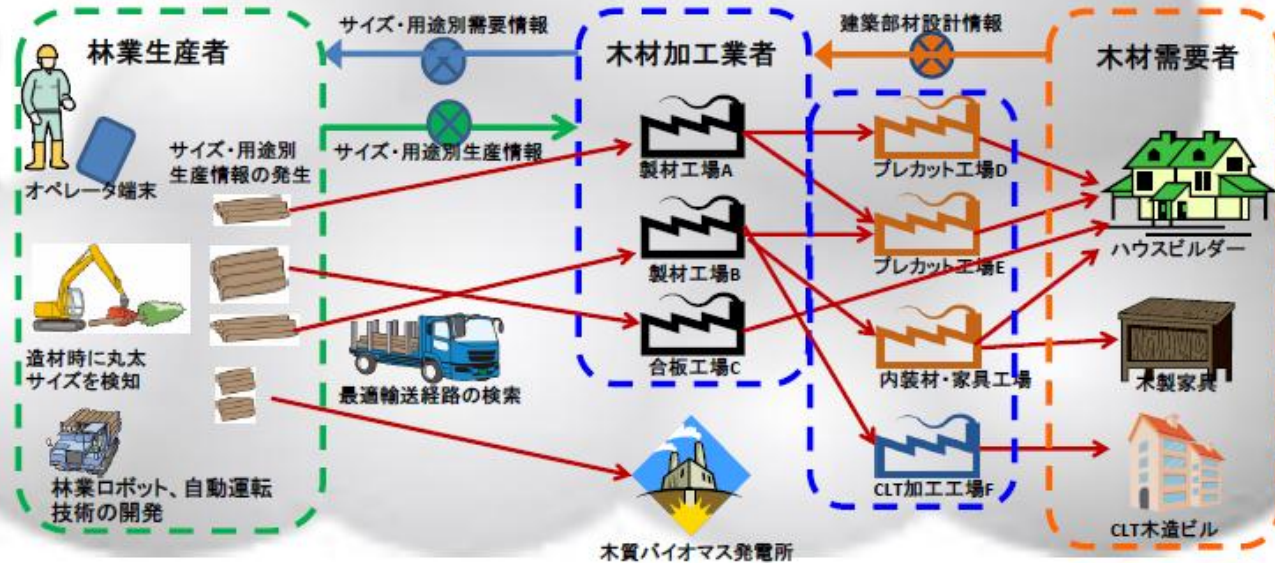 サイズ・用途別需要情報
建築部材設計情報
林業生産者
木材加工業者
木材需要者
サイズ・用途別
生産情報の発生
サイズ・用途別生産情報
オペレータ端末
製材工場A
プレカット工場D
製材工場B
プレカット工場E
ハウスビルダー
造材時に丸太
サイズを検知
最適輸送経路の検索
合板工場C
内装材・家具工場
木製家具
林業ロボット、自動運転
技術の開発
CLT加工工場F
CLT木造ビル
木質バイオマス発電所